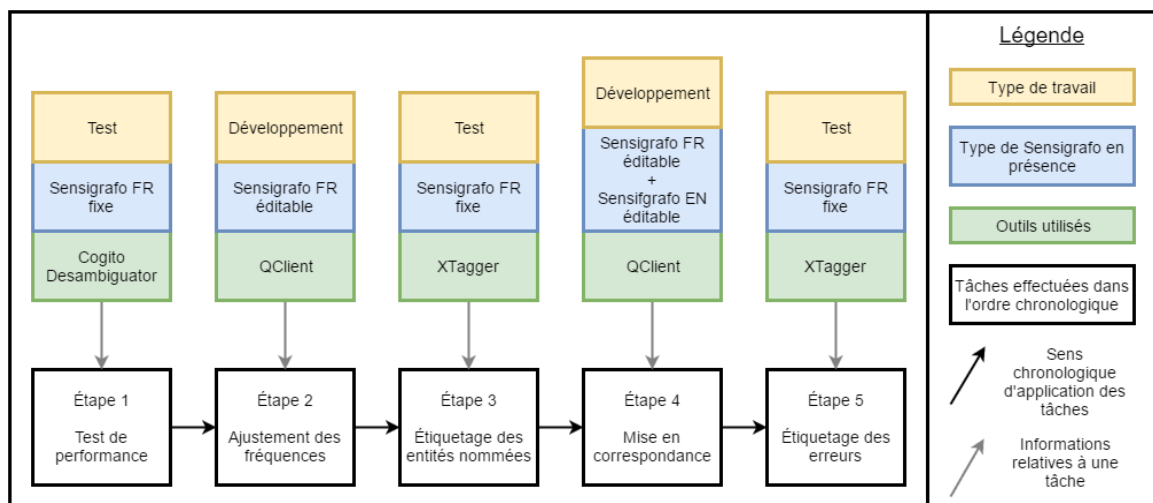 Test
Sensigrafo FR
fixe
Cogito
Desambiguator
Étape 1
Test de
performance
Développement
Sensigrafo FR
éditable
QClient
Étape 2
Ajustement des
fréquences
Test
Sensigrafo FR
fixe
XTagger
Étape 3
Étiquetage des
entités nommées
Développement
Sensigrafo FR
éditable
+
Sensifgrafo EN
éditable
QClient
Étape 4
Mise en
correspondance
Test
Sensigrafo FR
fixe
XTagger
Étape 5
Étiquetage des
erreurs
Légende
Type de travail
Type de Sensigrafo en
présence
Outils utilisés
Tâches effectuées dans
l'ordre chronologique
Sens
chronologique
d'application des
tâches
Informations
relatives à une
tâche